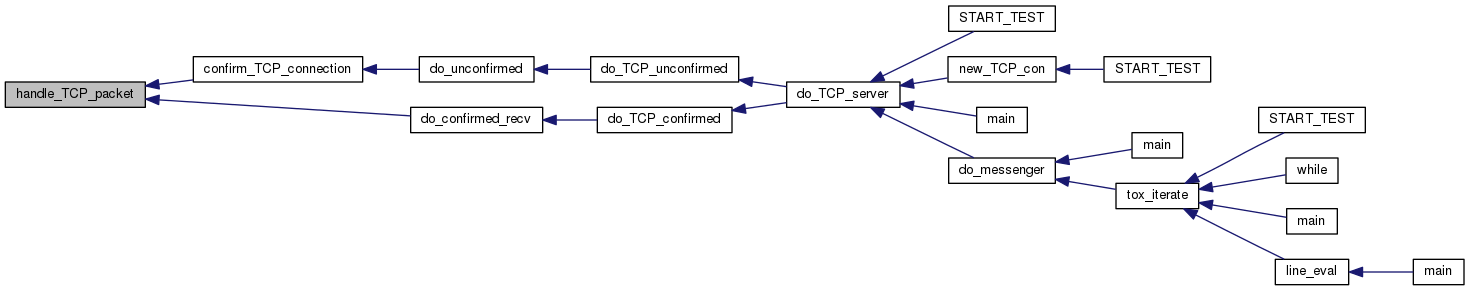 START_TEST
confirm_TCP_connection
do_unconfirmed
do_TCP_unconfirmed
new_TCP_con
START_TEST
handle_TCP_packet
do_TCP_server
do_confirmed_recv
do_TCP_confirmed
main
START_TEST
main
do_messenger
while
tox_iterate
main
line_eval
main